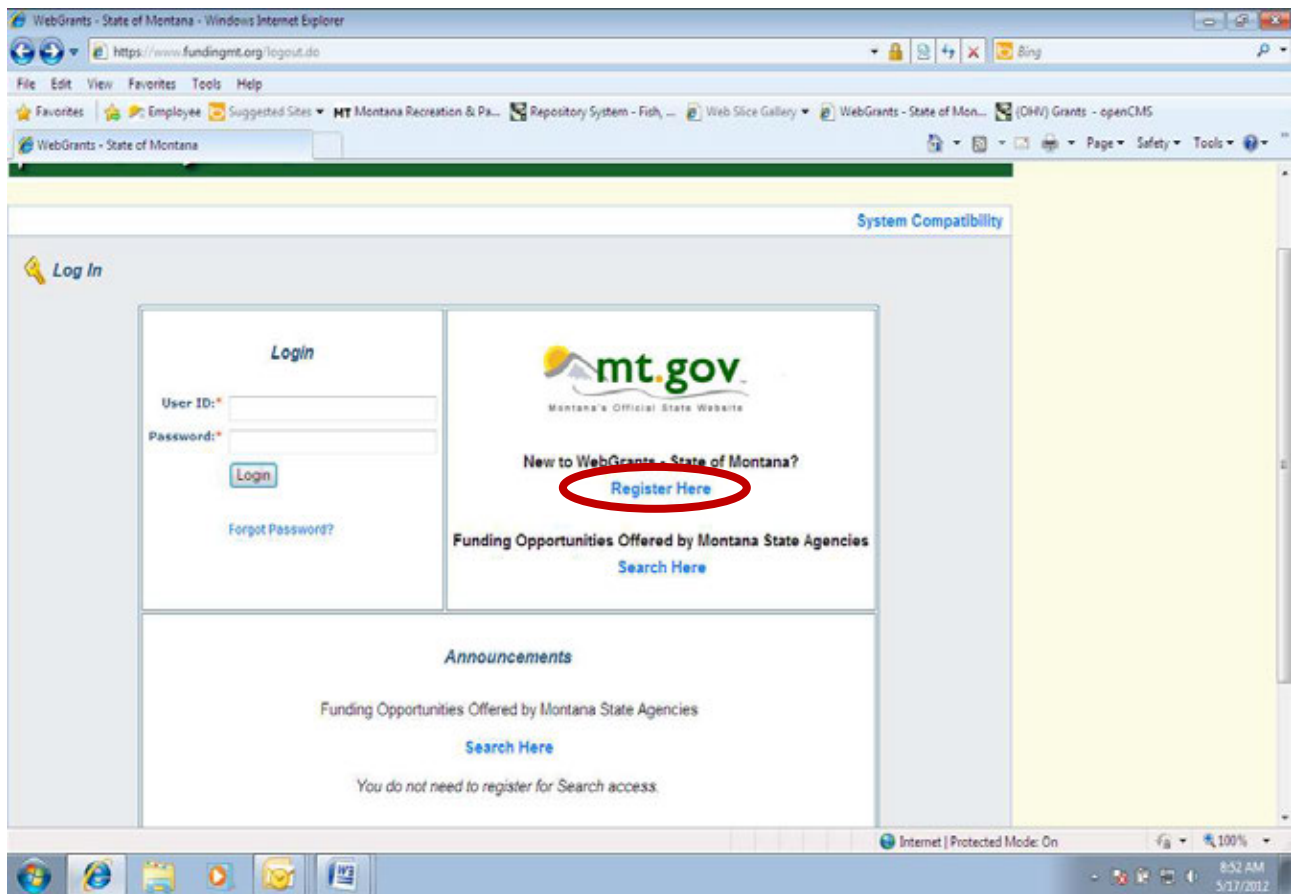 WebGrants - State of Montana - Windows Internet Explorer
https://www.fundingmt.org/logout.do
Bing
File Edit View Favorites Tools Help
Favorites Employee Suggested Sites MT Montana Recreation & Pa... Repository System - Fish, ... Web Slice Gallery WebGrants - State of Mon... (OHV) Grants - openCMS
WebGrants - State of Montana
Page Safety Tools
System Compatibility
Log In
Login
User ID:*
Password:*
Login
Forgot Password?
mt.gov
Montana's Official State Website
New to WebGrants - State of Montana?
Register Here
Funding Opportunities Offered by Montana State Agencies
Search Here
Announcements
Funding Opportunities Offered by Montana State Agencies
Search Here
You do not need to register for Search access.
Internet | Protected Mode: On
100%
8:52 AM
5/17/2012